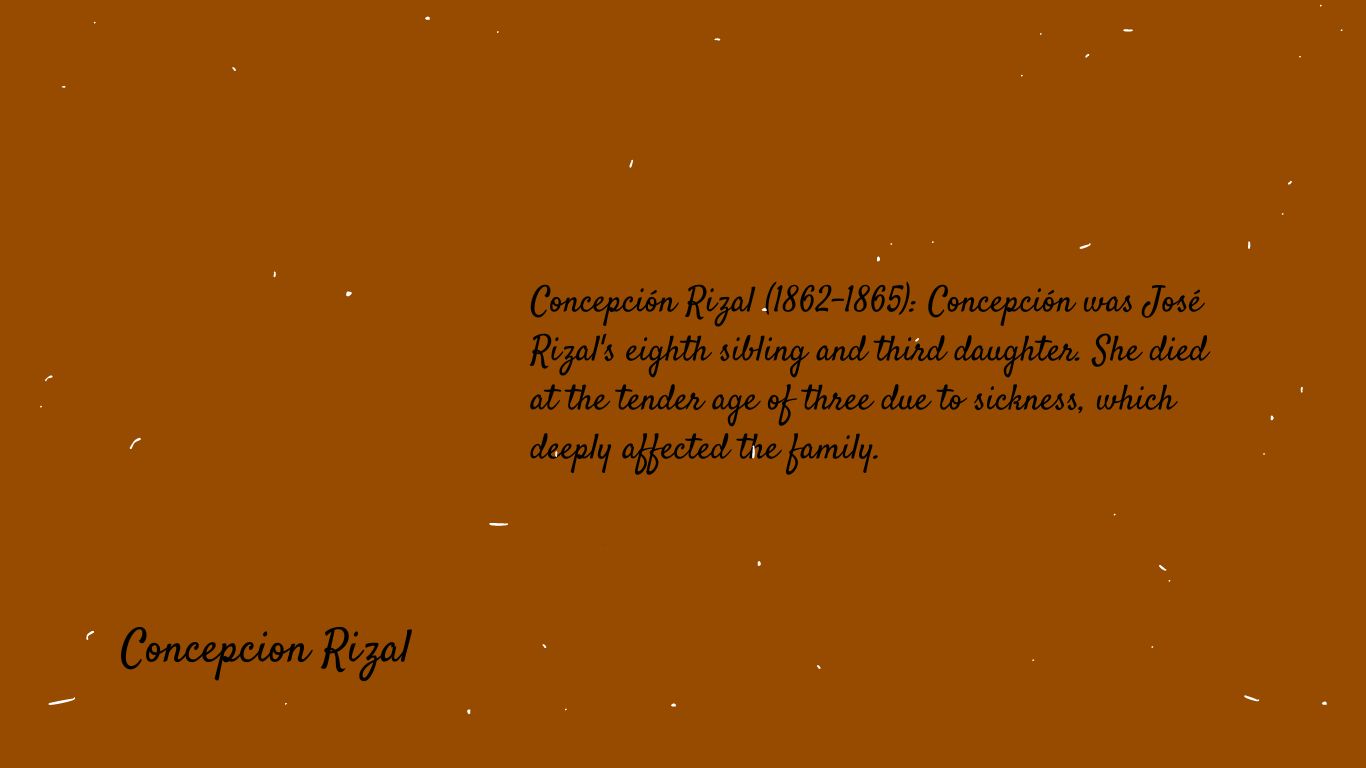 Concepción Rizal (1862-1865): Concepción was José
Rizal's eighth sibling and third daughter. She died
at the tender age of three due to sickness, which
deeply affected the family.
Concepcion Rizal